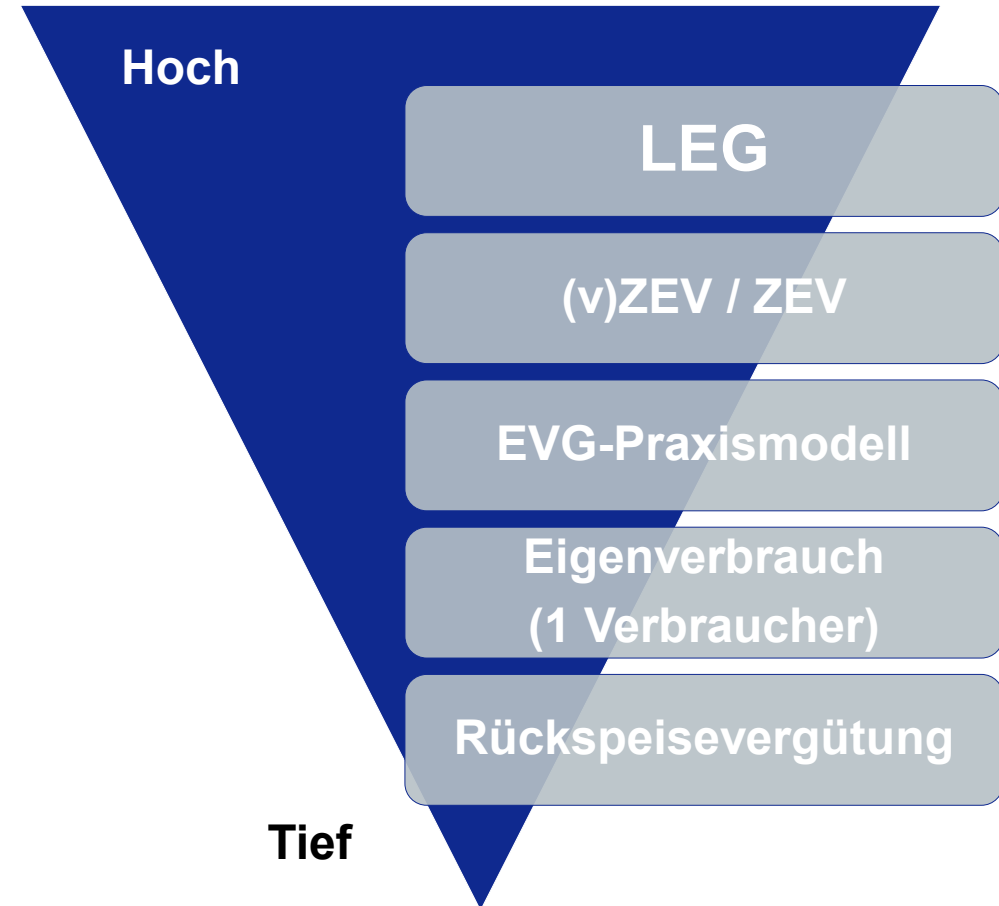 Hoch
LEG
(v)ZEV / ZEV
EVG-Praxismodell
Eigenverbrauch
(1 Verbraucher)
Rückspeisevergütung
Tief